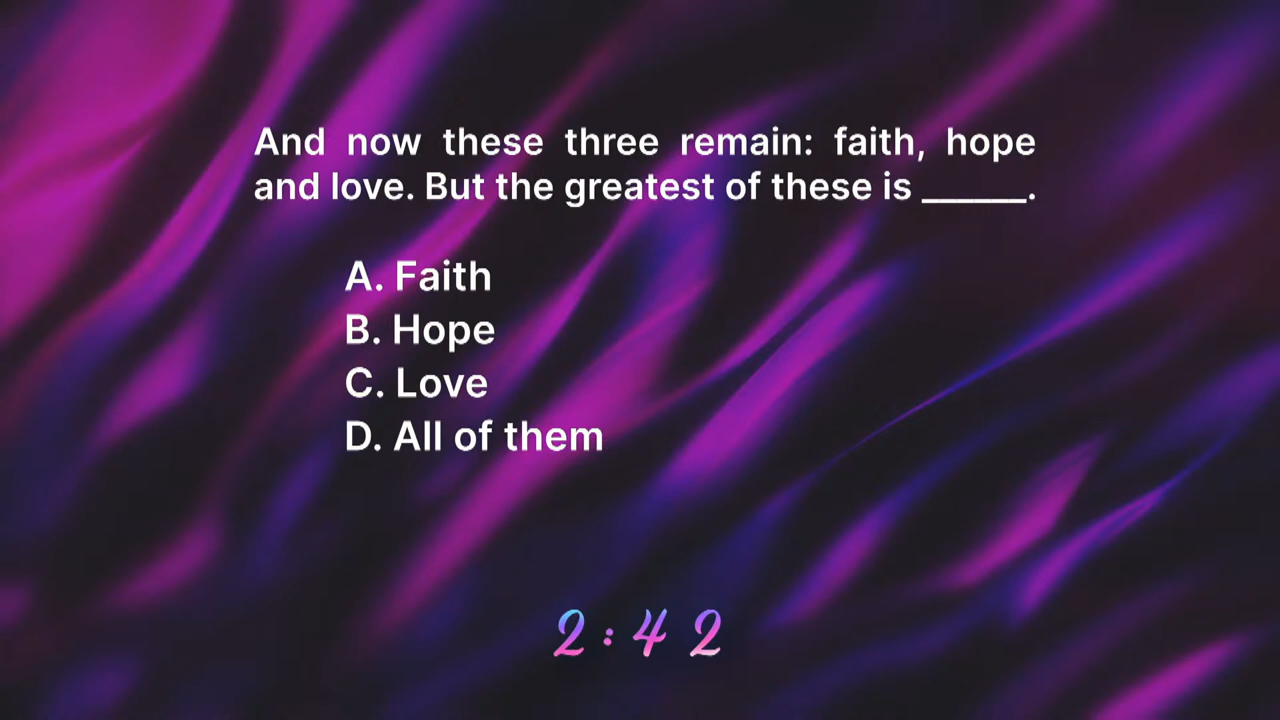 And now these three remain: faith, hope
and love. But the greatest of these is ______.
A. Faith
B. Hope
C. Love
D. All of them
2:42